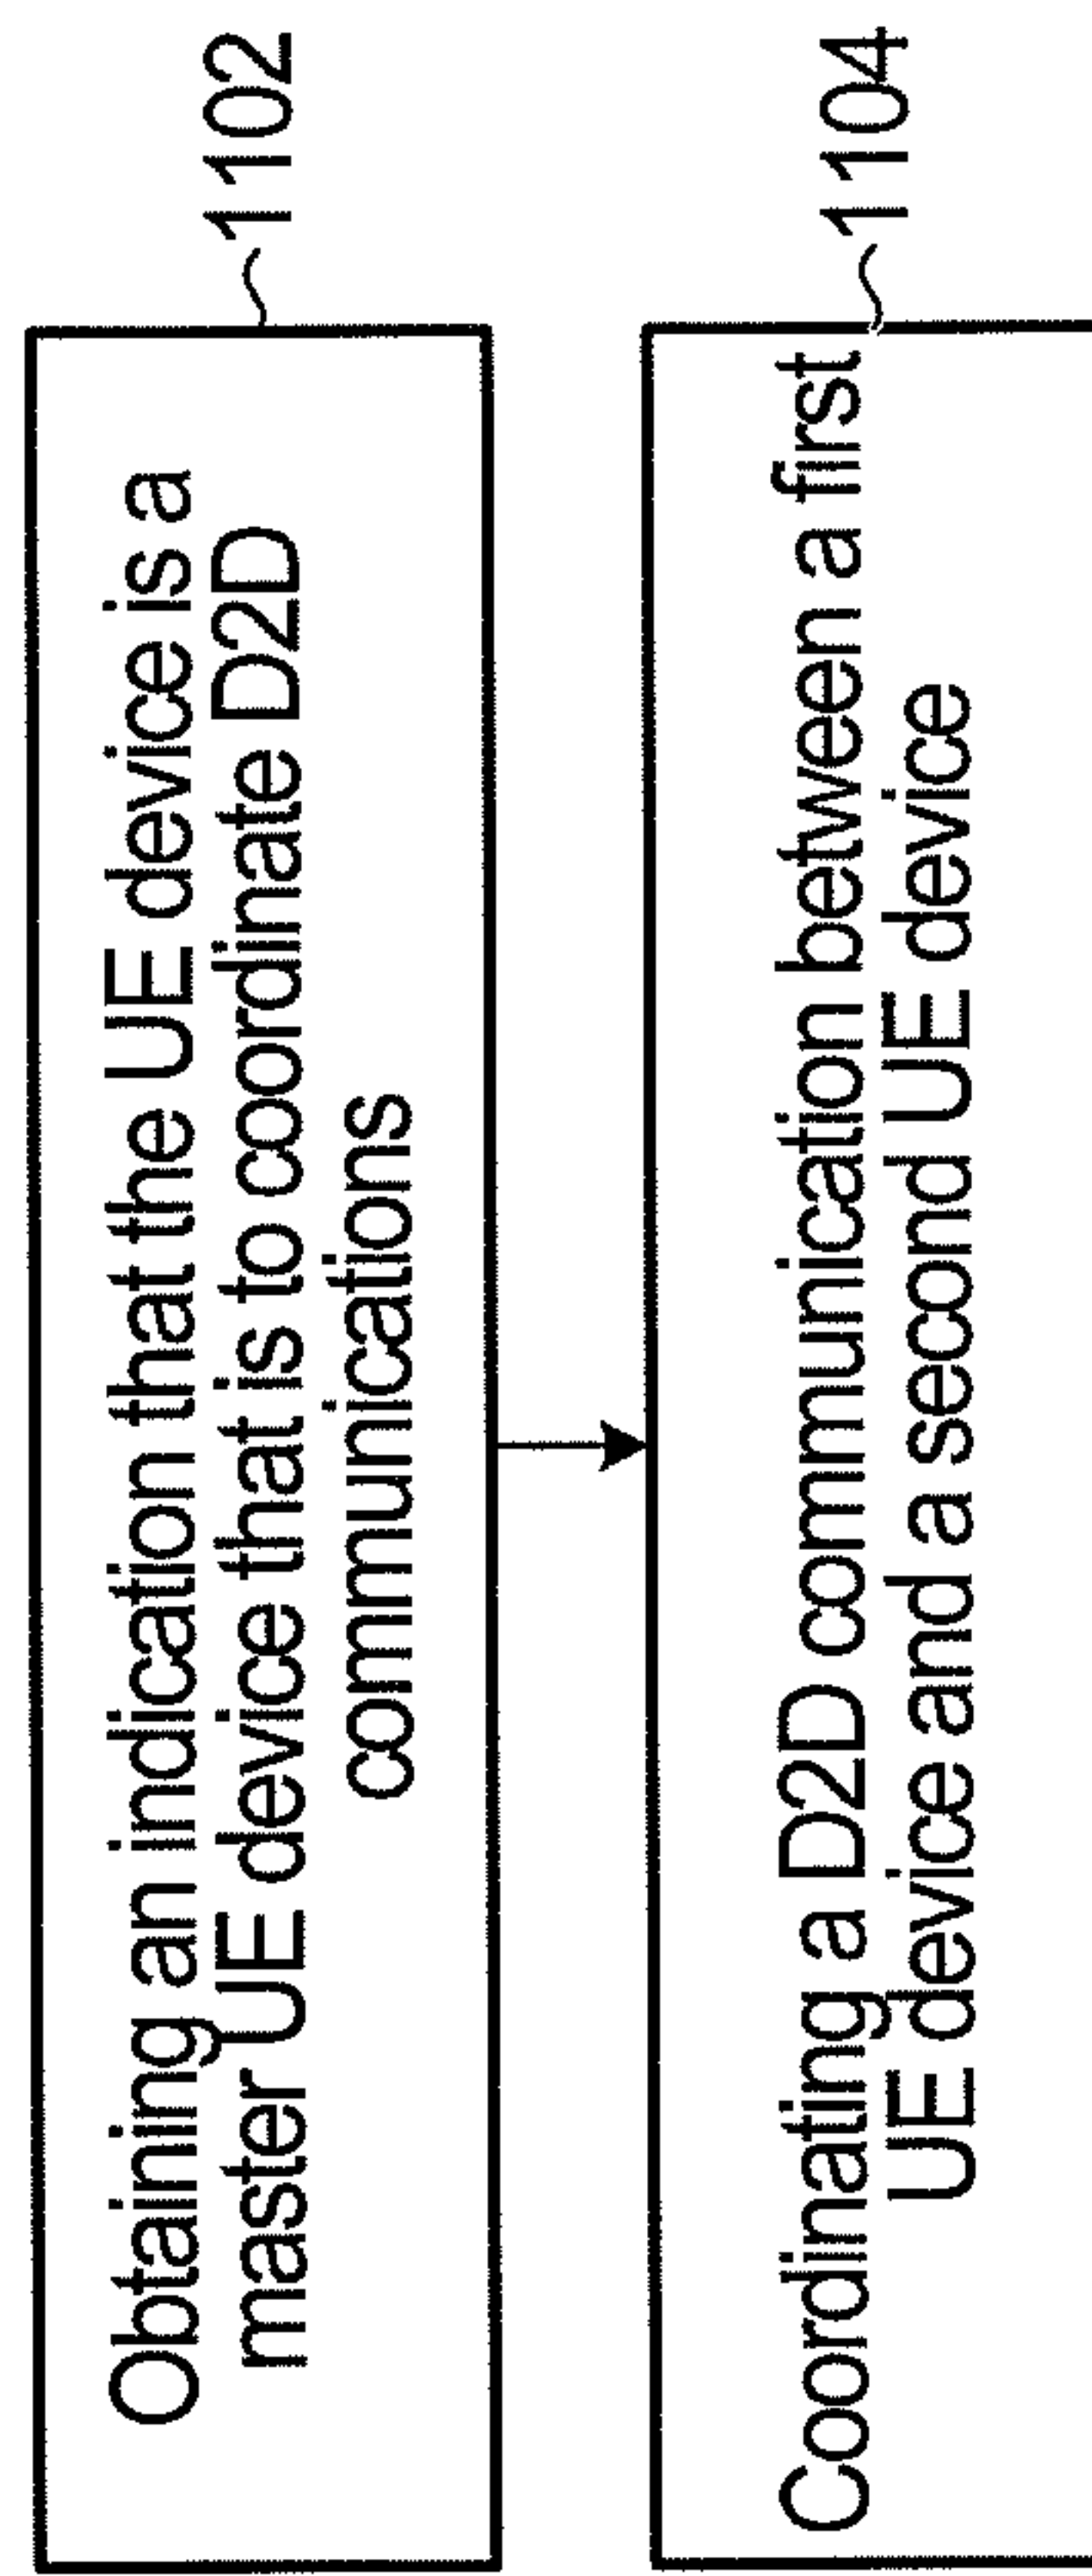 Obtaining an indication that the UE device is a
master UE device that is to coordinate D2D
communications
1102
Coordinating a D2D communication between a first
UE device and a second UE device
1104